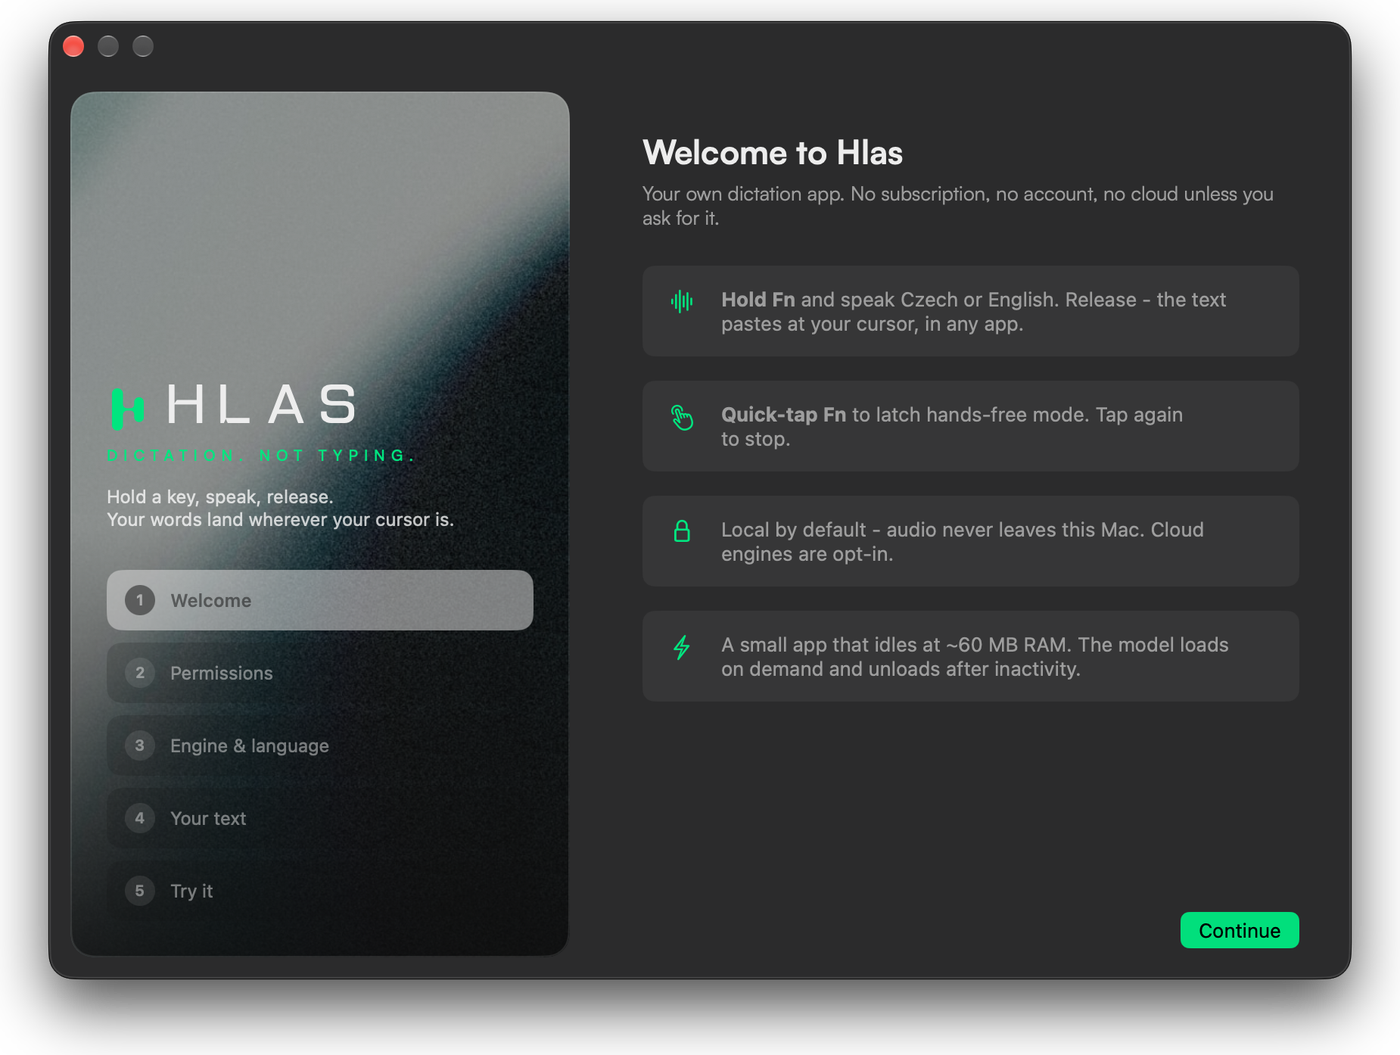 HLAS
DICTATION. NOT TYPING.
Hold a key, speak, release.
Your words land wherever your cursor is.
1 Welcome
2 Permissions
3 Engine & language
4 Your text
5 Try it
Welcome to Hlas
Your own dictation app. No subscription, no account, no cloud unless you
ask for it.
Hold Fn and speak Czech or English. Release - the text
pastes at your cursor, in any app.
Quick-tap Fn to latch hands-free mode. Tap again
to stop.
Local by default - audio never leaves this Mac. Cloud
engines are opt-in.
A small app that idles at ~60 MB RAM. The model loads
on demand and unloads after inactivity.
Continue